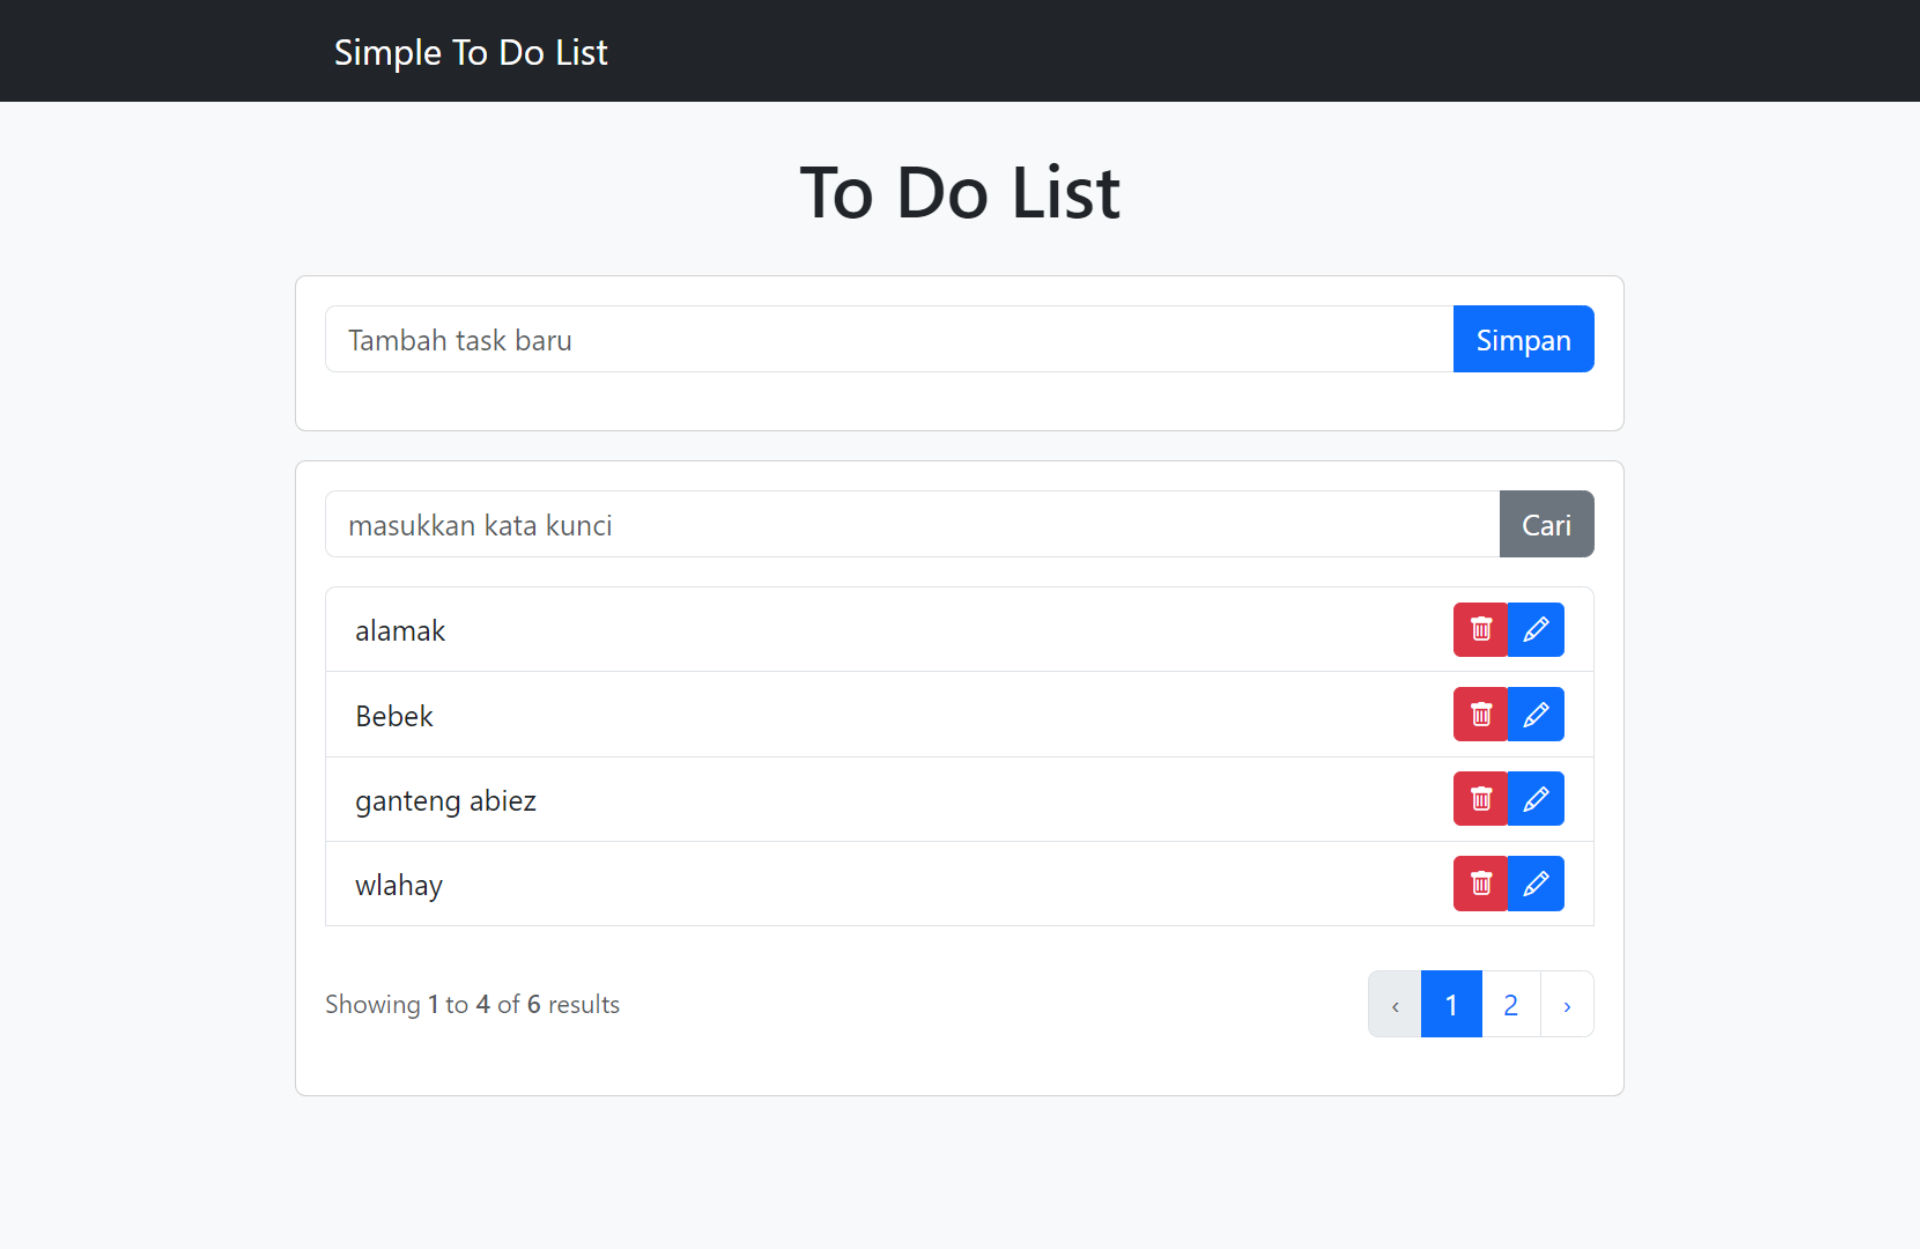 Simple To Do List
To Do List
Tambah task baru
Simpan
masukkan kata kunci
Cari
alamak
Bebek
ganteng abiez
wlahay
Showing 1 to 4 of 6 results
‹ 1 2 ›